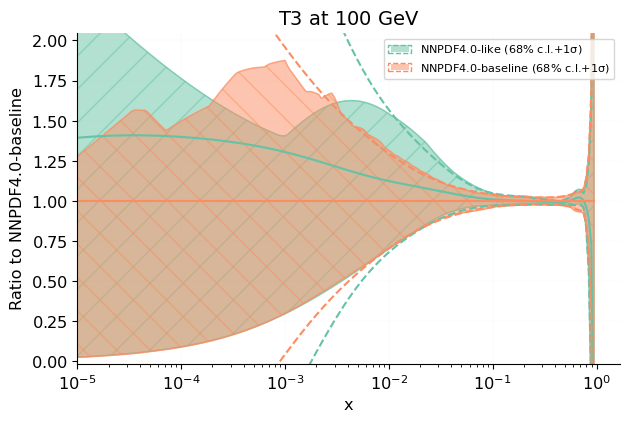 T3 at 100 GeV
Ratio to NNPDF4.0-baseline
2.00
1.75
1.50
1.25
1.00
0.75
0.50
0.25
0.00
NNPDF4.0-like (68% c.l.+1σ)
NNPDF4.0-baseline (68% c.l.+1σ)
10⁻⁵ 10⁻⁴ 10⁻³ 10⁻² 10⁻¹ 10⁰
x